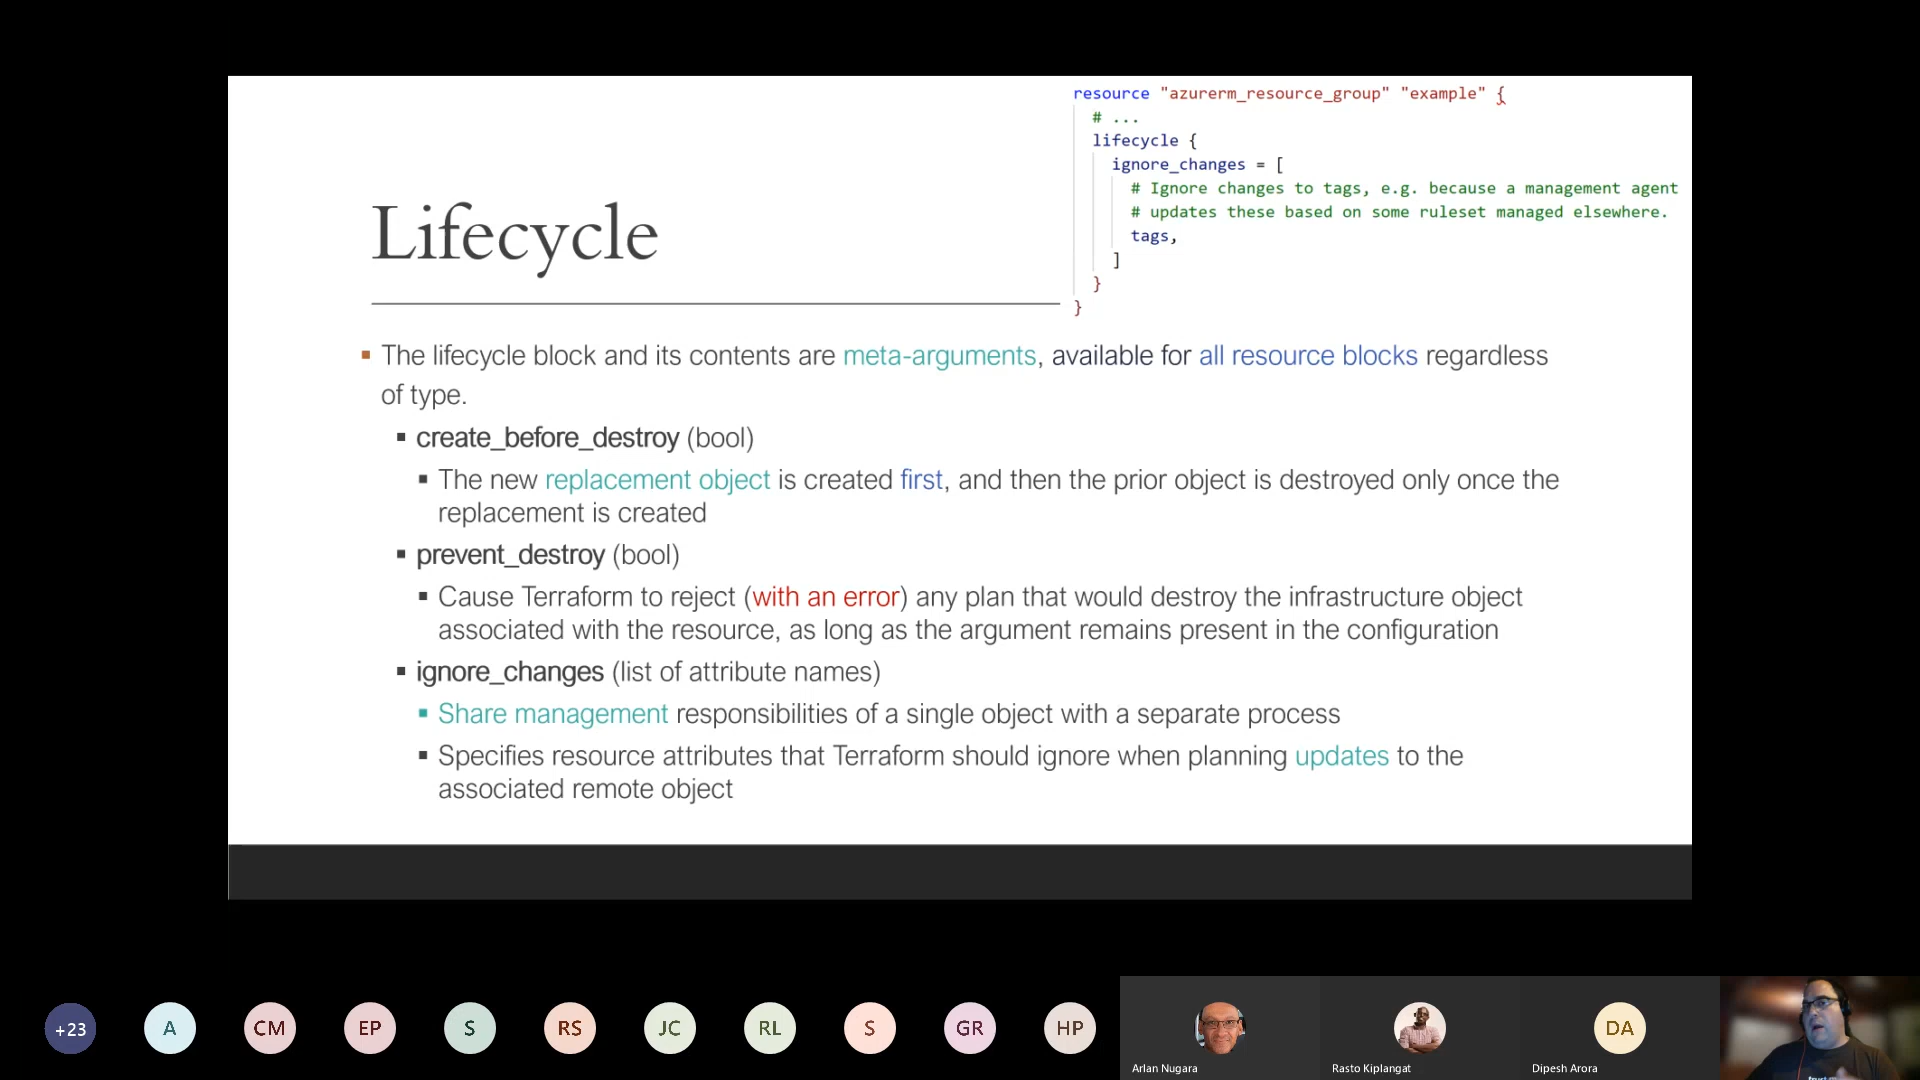 resource "azurerm_resource_group" "example" {
# ...
lifecycle {
ignore_changes = [
# Ignore changes to tags, e.g. because a management agent
# updates these based on some ruleset managed elsewhere.
tags,
]
}
}
Lifecycle
The lifecycle block and its contents are meta-arguments, available for all resource blocks regardless
of type.
create_before_destroy (bool)
The new replacement object is created first, and then the prior object is destroyed only once the
replacement is created
prevent_destroy (bool)
Cause Terraform to reject (with an error) any plan that would destroy the infrastructure object
associated with the resource, as long as the argument remains present in the configuration
ignore_changes (list of attribute names)
Share management responsibilities of a single object with a separate process
Specifies resource attributes that Terraform should ignore when planning updates to the
associated remote object
+23 A CM EP S RS JC RL S GR HP DA
Arlan Nugara Rasto Kiplangat Dipesh Arora